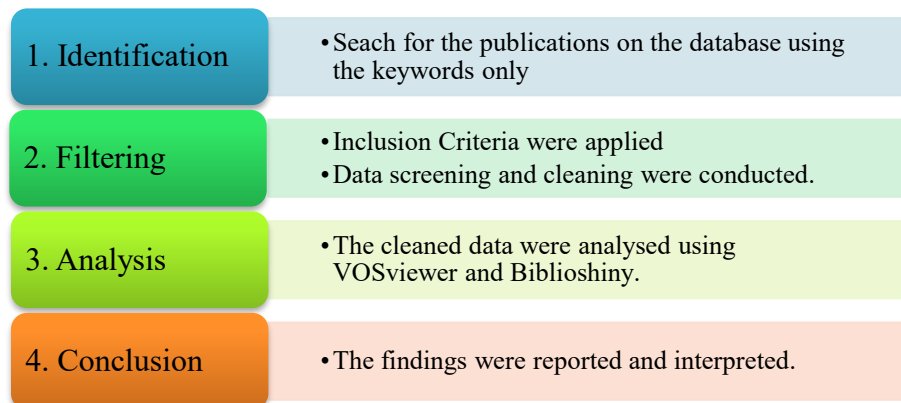 1. Identification
• Seach for the publications on the database using
the keywords only
2. Filtering
• Inclusion Criteria were applied
• Data screening and cleaning were conducted.
3. Analysis
• The cleaned data were analysed using
VOSviewer and Biblioshiny.
4. Conclusion
• The findings were reported and interpreted.